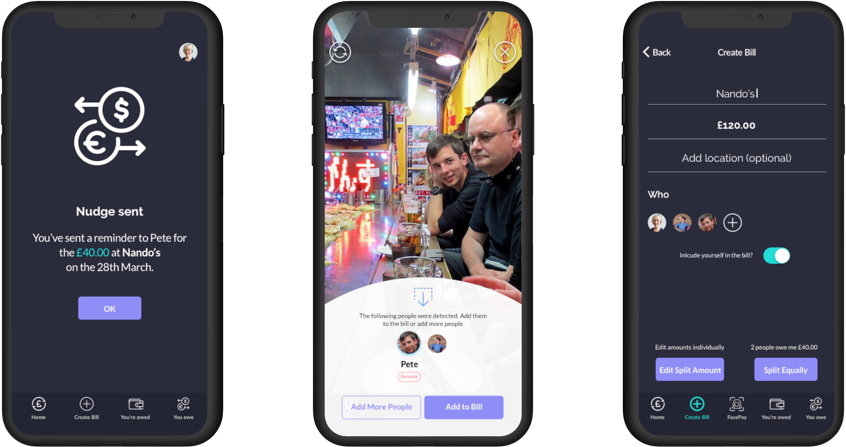 Nudge sent
You've sent a reminder to Pete for
the £40.00 at Nando's
on the 28th March.
OK
Home
Create Bill
You're owed
You owe
がんす
The following people were detected. Add them
to the bill or add more people
Pete
Remove
Add More People
Add to Bill
Back
Create Bill
Nando's
£120.00
Add location (optional)
Who
Inlcude yourself in the bill?
Edit amounts individually
2 people owe me £40.00
Edit Split Amount
Split Equally
Home
Create Bill
FacePay
You're owed
You owe